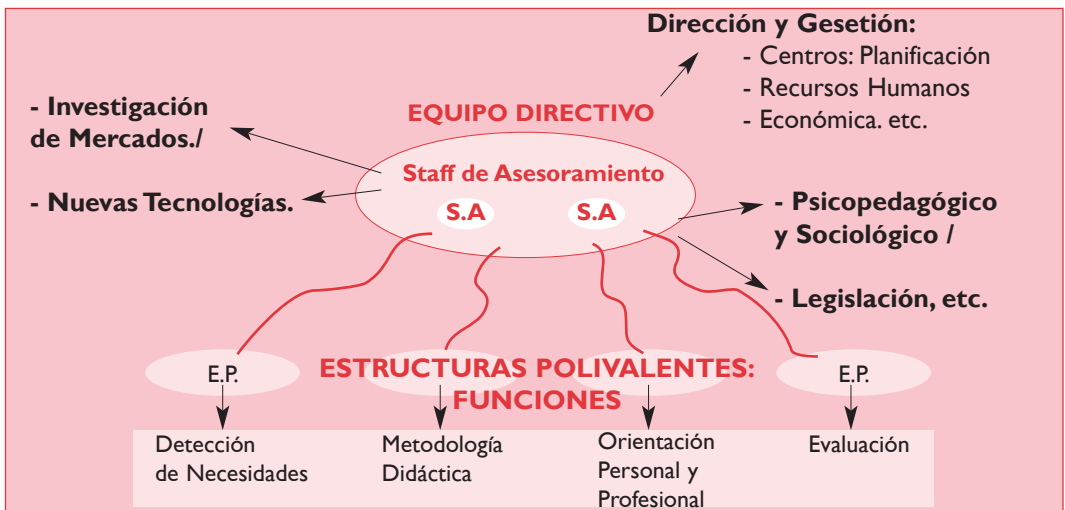 Dirección y Gesetión:
- Centros: Planificación
- Recursos Humanos
- Económica. etc.
EQUIPO DIRECTIVO
- Investigación
de Mercados./
- Nuevas Tecnologías.
Staff de Asesoramiento
S.A
S.A
- Psicopedagógico
y Sociológico /
- Legislación, etc.
E.P.
ESTRUCTURAS POLIVALENTES:
FUNCIONES
E.P.
Detección
de Necesidades
Metodología
Didáctica
Orientación
Personal y
Profesional
Evaluación